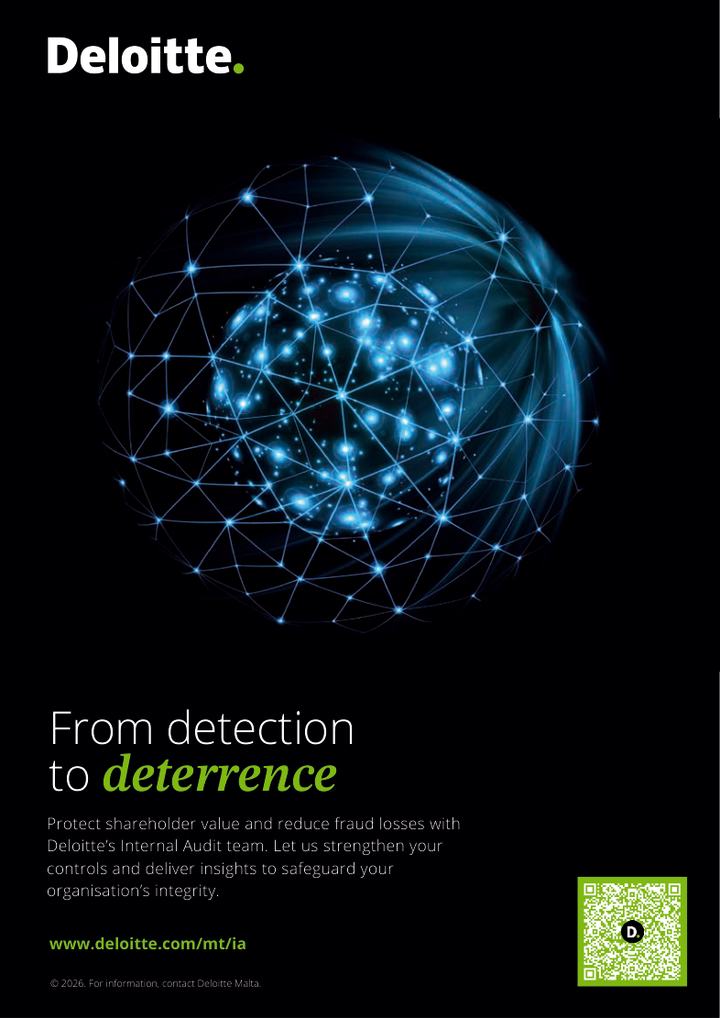 Deloitte.
From detection
to deterrence
Protect shareholder value and reduce fraud losses with
Deloitte's Internal Audit team. Let us strengthen your
controls and deliver insights to safeguard your
organisation's integrity.
www.deloitte.com/mt/ia
D.
© 2026. For information, contact Deloitte Malta.